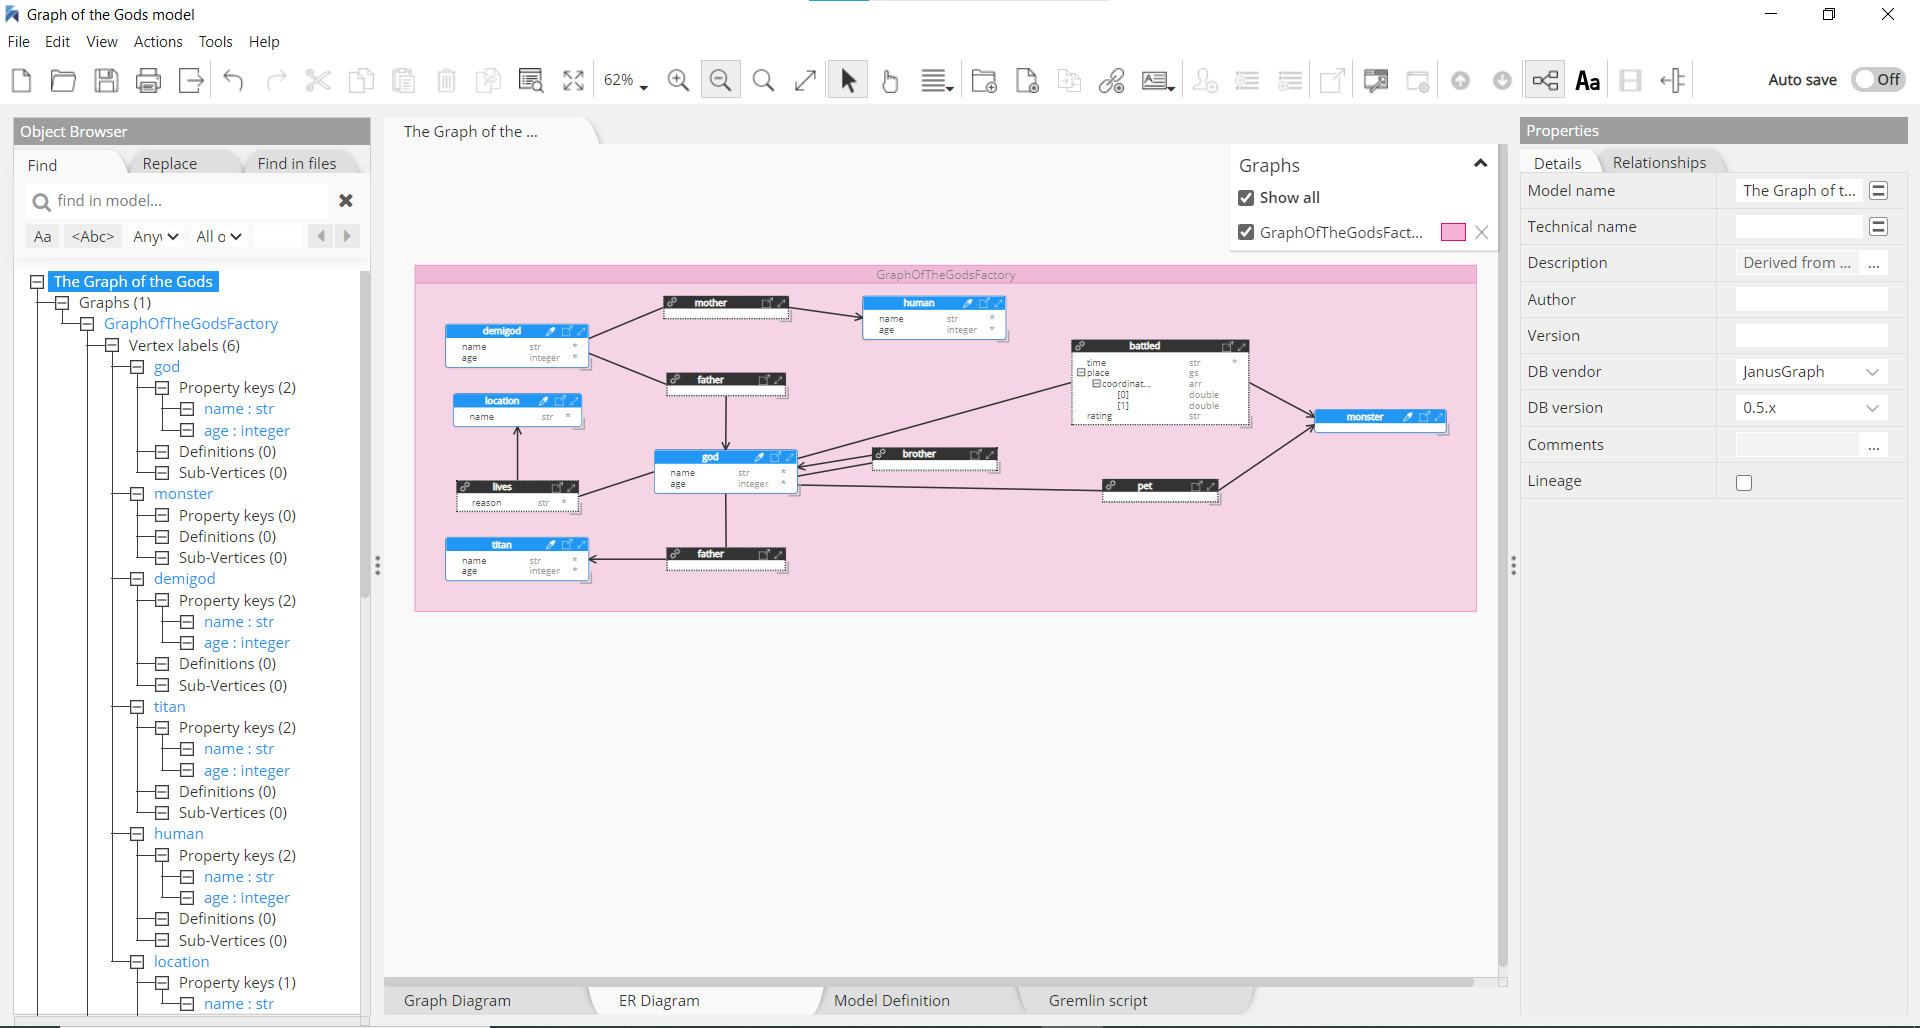 Graph of the Gods model
File Edit View Actions Tools Help
62%
Aa
Auto save Off
Object Browser
Find Replace Find in files
find in model...
Aa <Abc> Any All o
The Graph of the Gods
Graphs (1)
GraphOfTheGodsFactory
Vertex labels (6)
god
Property keys (2)
name : str
age : integer
Definitions (0)
Sub-Vertices (0)
monster
Property keys (0)
Definitions (0)
Sub-Vertices (0)
demigod
Property keys (2)
name : str
age : integer
Definitions (0)
Sub-Vertices (0)
titan
Property keys (2)
name : str
age : integer
Definitions (0)
Sub-Vertices (0)
human
Property keys (2)
name : str
age : integer
Definitions (0)
Sub-Vertices (0)
location
Property keys (1)
name : str
The Graph of the ...
Graphs
Show all
GraphOfTheGodsFact...
GraphOfTheGodsFactory
mother
human
name str *
age integer *
demigod
name str *
age integer *
father
battled
time str *
place gs
coordinat... arr
[0] double
[1] double
rating str
location
name str *
monster
god
name str *
age integer *
brother
lives
reason str *
pet
titan
name str *
age integer *
father
Graph Diagram ER Diagram Model Definition Gremlin script
Properties
Details Relationships
Model name The Graph of t...
Technical name
Description Derived from ... ...
Author
Version
DB vendor JanusGraph
DB version 0.5.x
Comments ...
Lineage